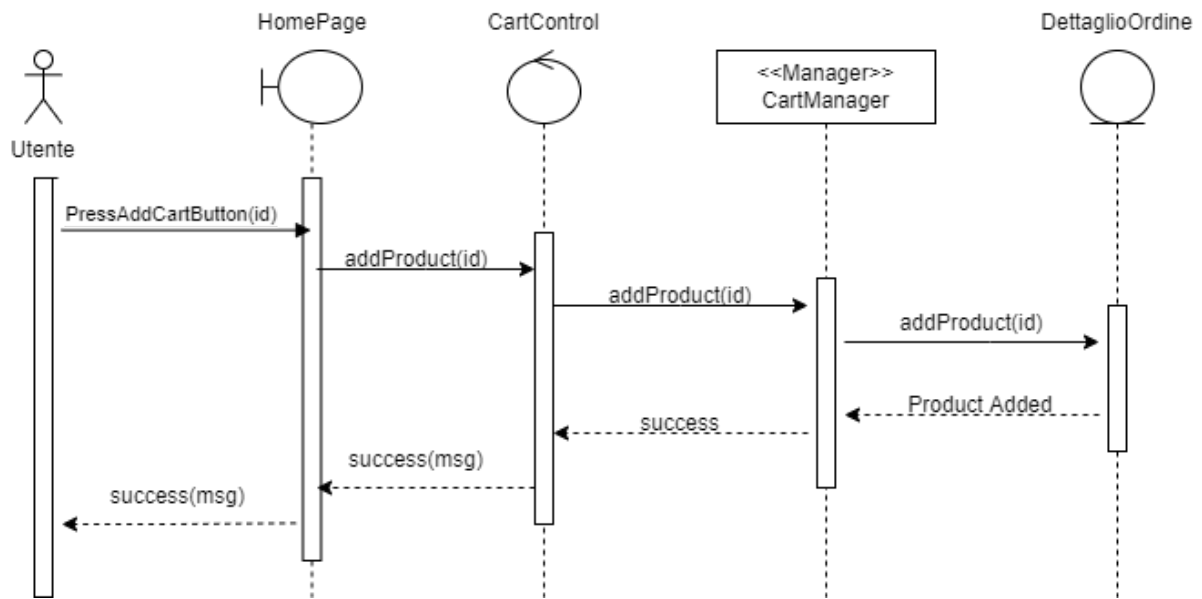 HomePage
CartControl
DettaglioOrdine
<<Manager>>
CartManager
Utente
PressAddCartButton(id)
addProduct(id)
addProduct(id)
addProduct(id)
Product Added
success
success(msg)
success(msg)